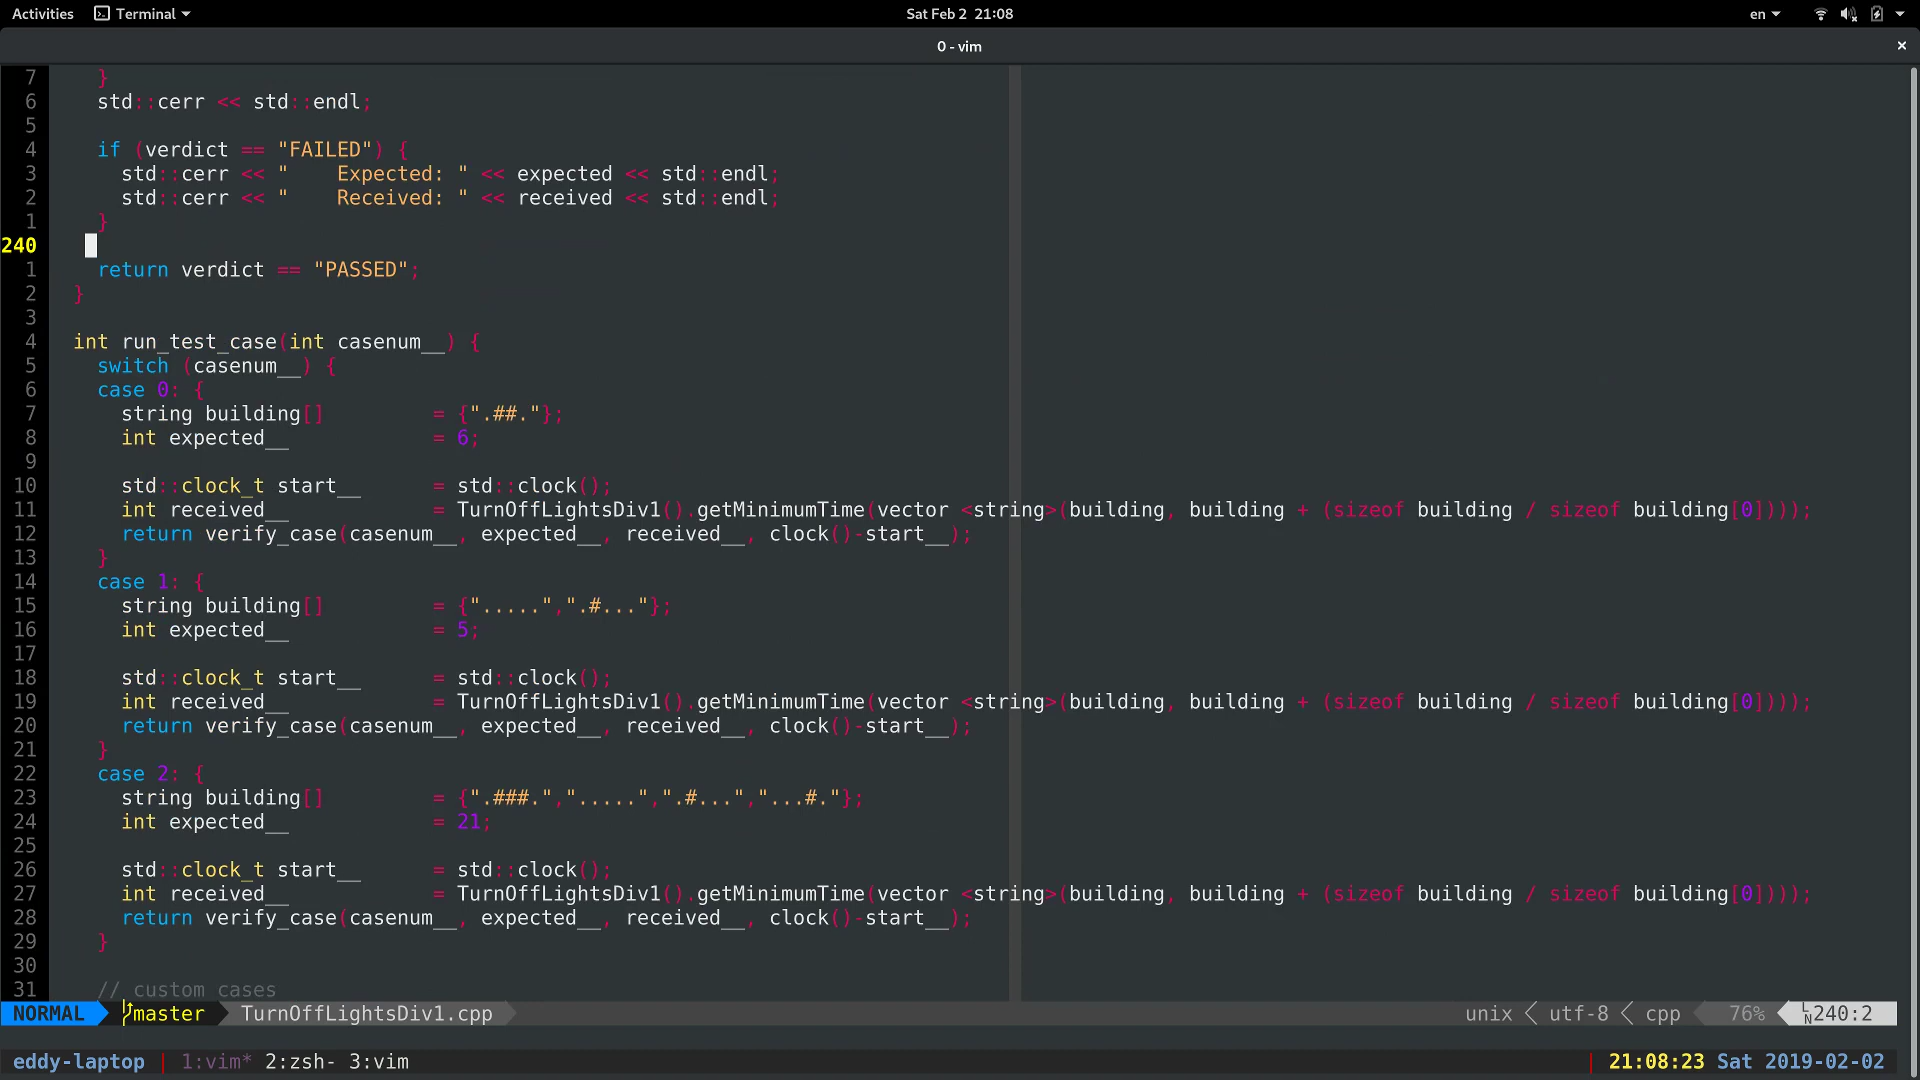 Activities Terminal Sat Feb 2 21:08 en
0 - vim
7 }
6 std::cerr << std::endl;
5
4 if (verdict == "FAILED") {
3 std::cerr << "    Expected: " << expected << std::endl;
2 std::cerr << "    Received: " << received << std::endl;
1 }
240
1 return verdict == "PASSED";
2 }
3
4 int run_test_case(int casenum__) {
5 switch (casenum__) {
6 case 0: {
7 string building[] = {".##."};
8 int expected__ = 6;
9
10 std::clock_t start__ = std::clock();
11 int received__ = TurnOffLightsDiv1().getMinimumTime(vector <string>(building, building + (sizeof building / sizeof building[0])));
12 return verify_case(casenum__, expected__, received__, clock()-start__);
13 }
14 case 1: {
15 string building[] = {".....",".#..."};
16 int expected__ = 5;
17
18 std::clock_t start__ = std::clock();
19 int received__ = TurnOffLightsDiv1().getMinimumTime(vector <string>(building, building + (sizeof building / sizeof building[0])));
20 return verify_case(casenum__, expected__, received__, clock()-start__);
21 }
22 case 2: {
23 string building[] = {".###.",".....",".#...","...#."};
24 int expected__ = 21;
25
26 std::clock_t start__ = std::clock();
27 int received__ = TurnOffLightsDiv1().getMinimumTime(vector <string>(building, building + (sizeof building / sizeof building[0])));
28 return verify_case(casenum__, expected__, received__, clock()-start__);
29 }
30
31 // custom cases
NORMAL master TurnOffLightsDiv1.cpp unix utf-8 cpp 76% LN 240:2
eddy-laptop | 1:vim* 2:zsh- 3:vim | 21:08:23 Sat 2019-02-02